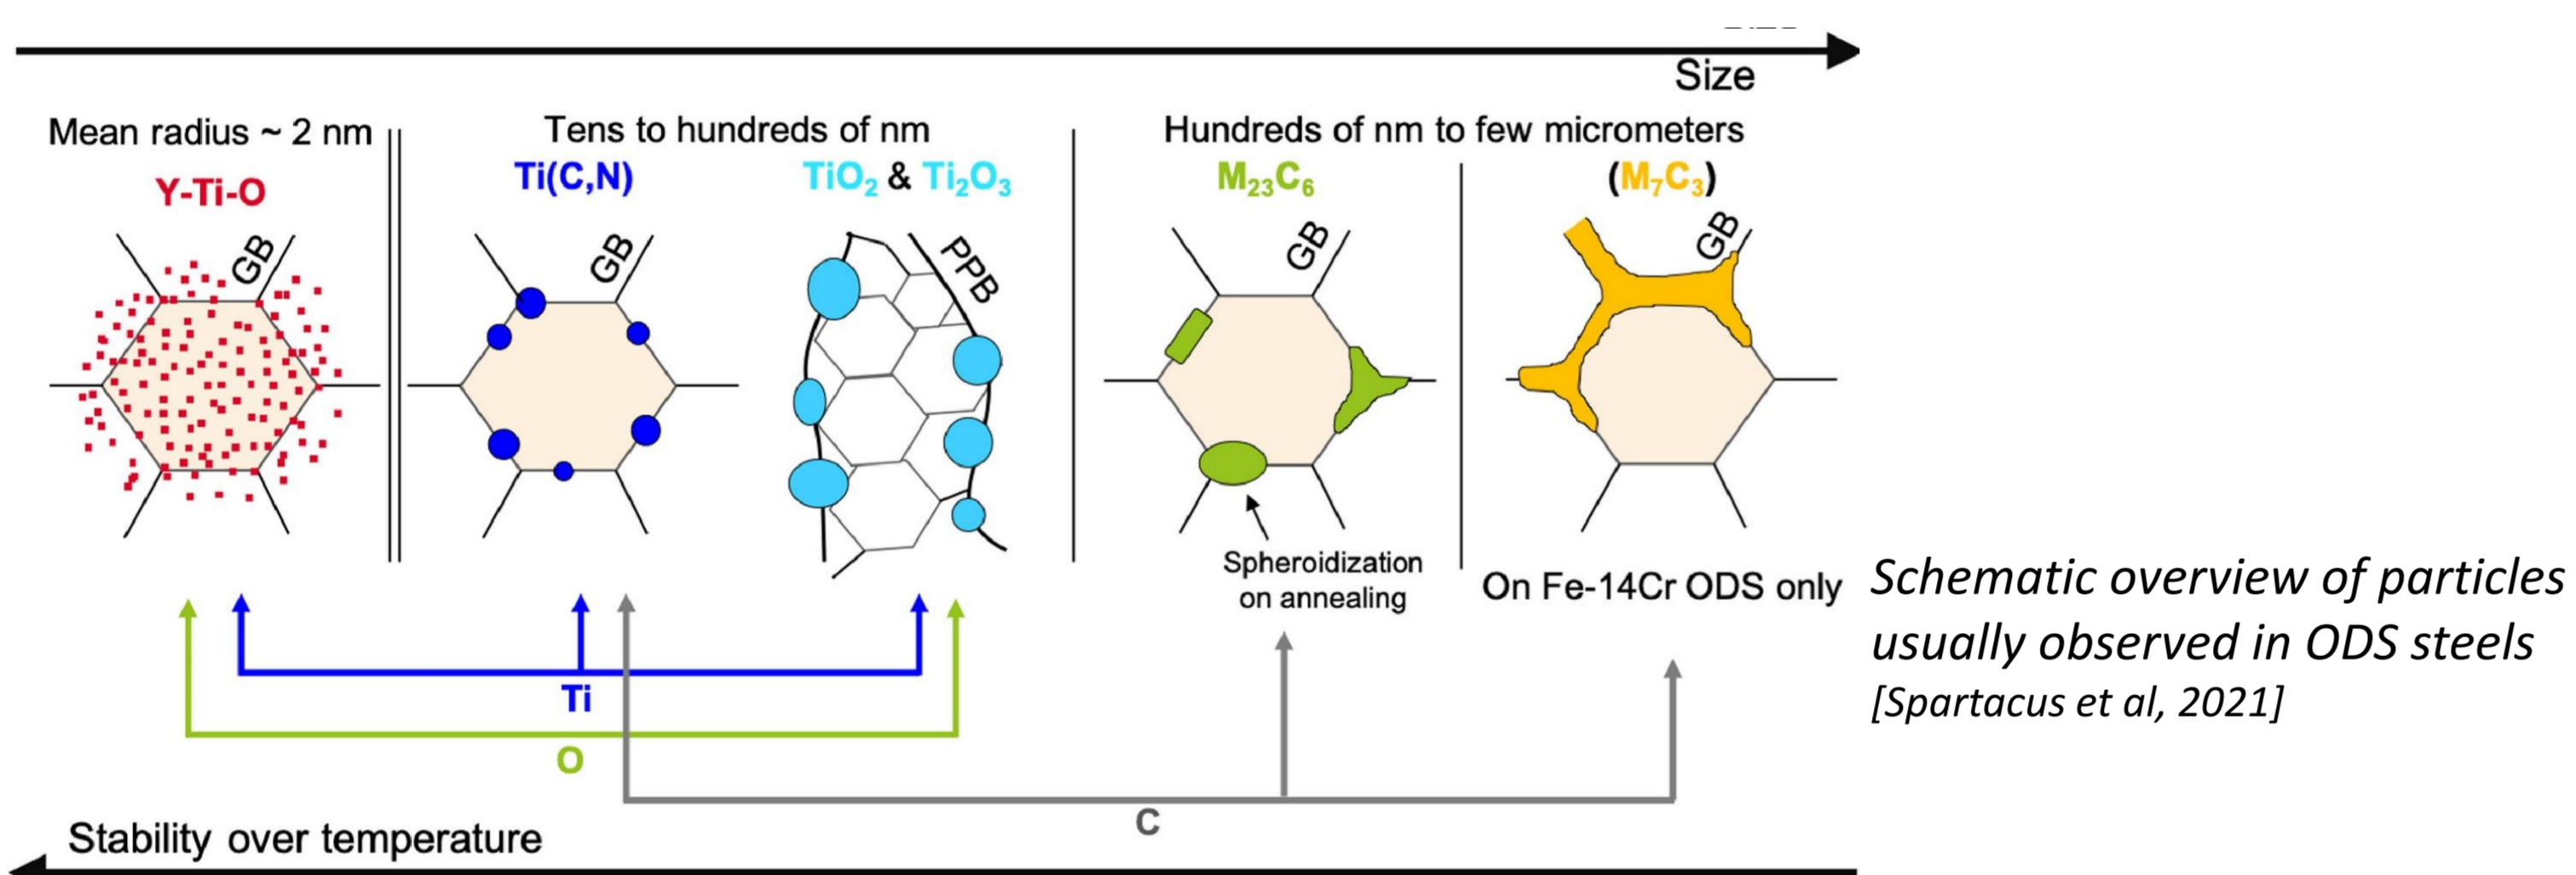 Size
Mean radius ~ 2 nm
Tens to hundreds of nm
Hundreds of nm to few micrometers
Y-Ti-O
Ti(C,N)
TiO₂ & Ti₂O₃
M₂₃C₆
(M₇C₃)
GB
GB
PPB
GB
GB
Spheroidization
on annealing
On Fe-14Cr ODS only
Schematic overview of particles
usually observed in ODS steels
[Spartacus et al, 2021]
Ti
O
C
Stability over temperature